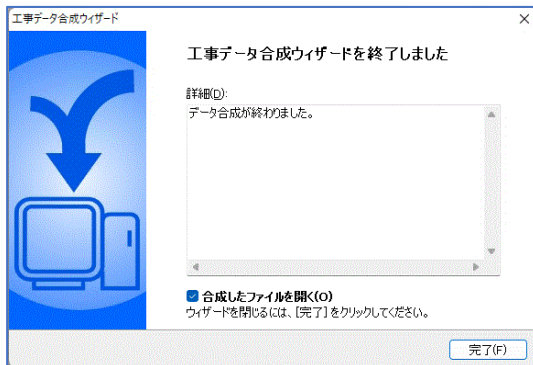 工事データ合成ウィザード
工事データ合成ウィザードを終了しました
詳細(D):
データ合成が終わりました。
合成したファイルを開く(O)
ウィザードを閉じるには、[完了]をクリックしてください。
完了(F)